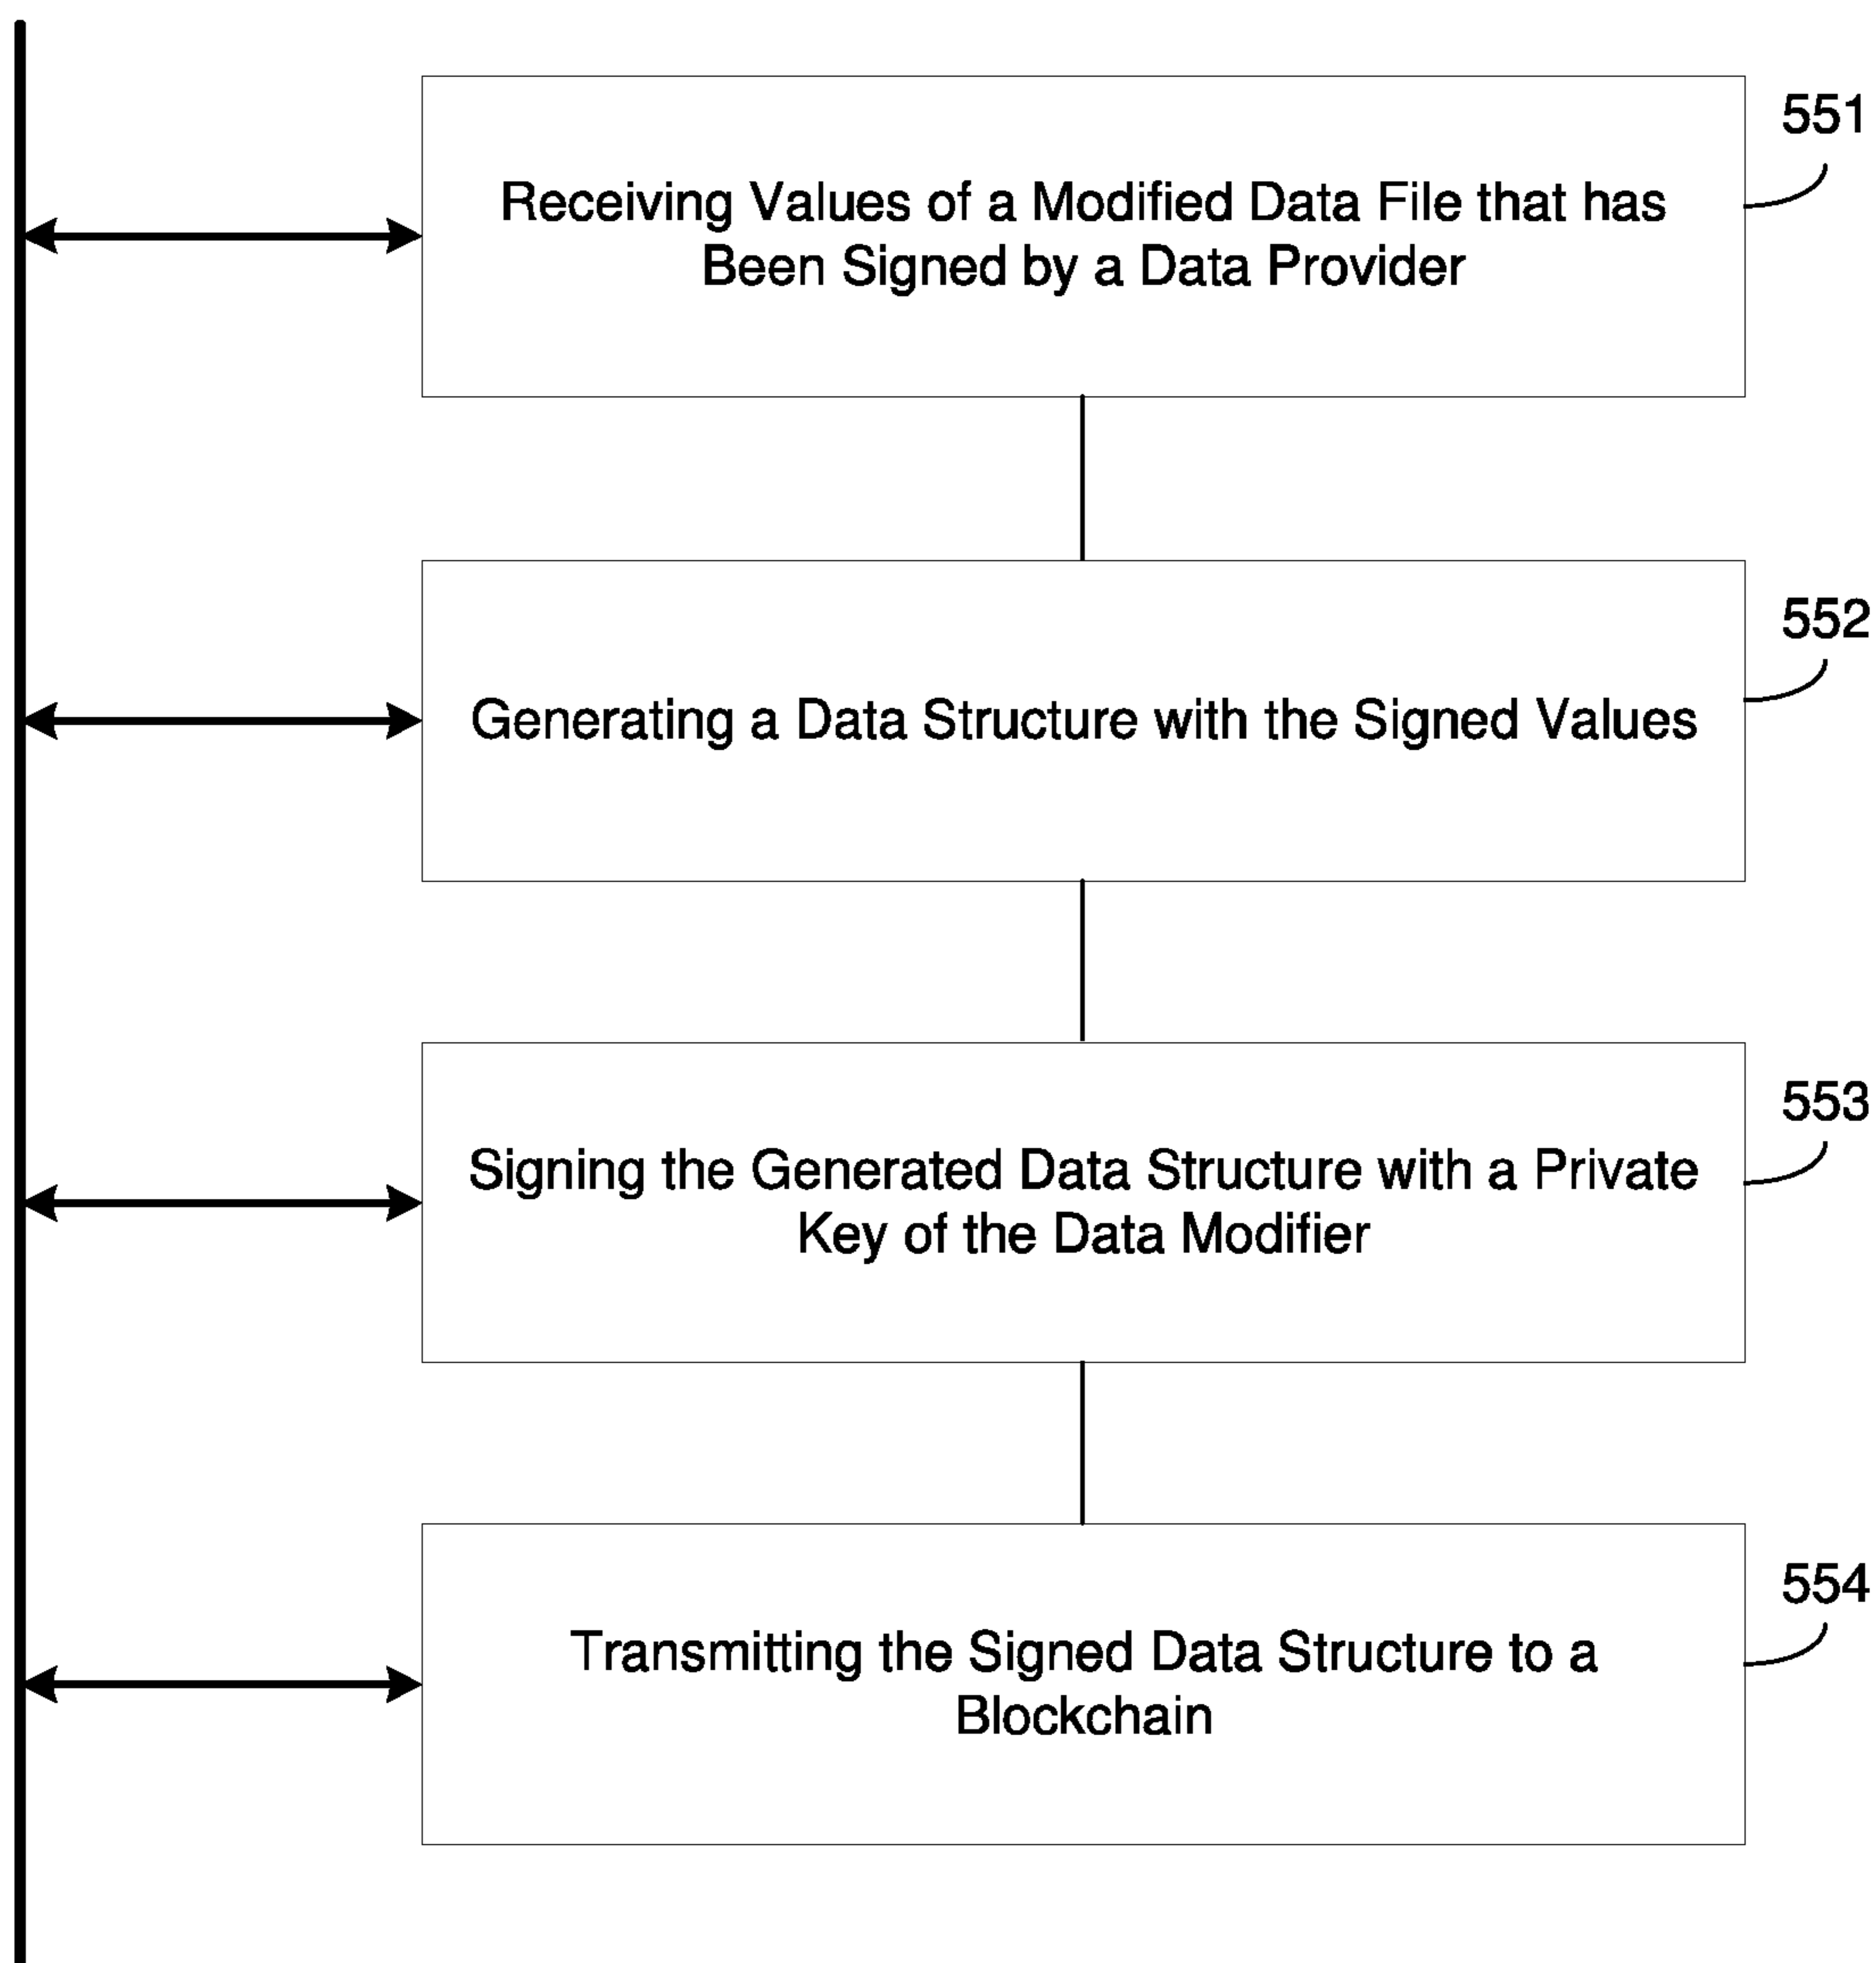 551
Receiving Values of a Modified Data File that has
Been Signed by a Data Provider
552
Generating a Data Structure with the Signed Values
553
Signing the Generated Data Structure with a Private
Key of the Data Modifier
554
Transmitting the Signed Data Structure to a
Blockchain